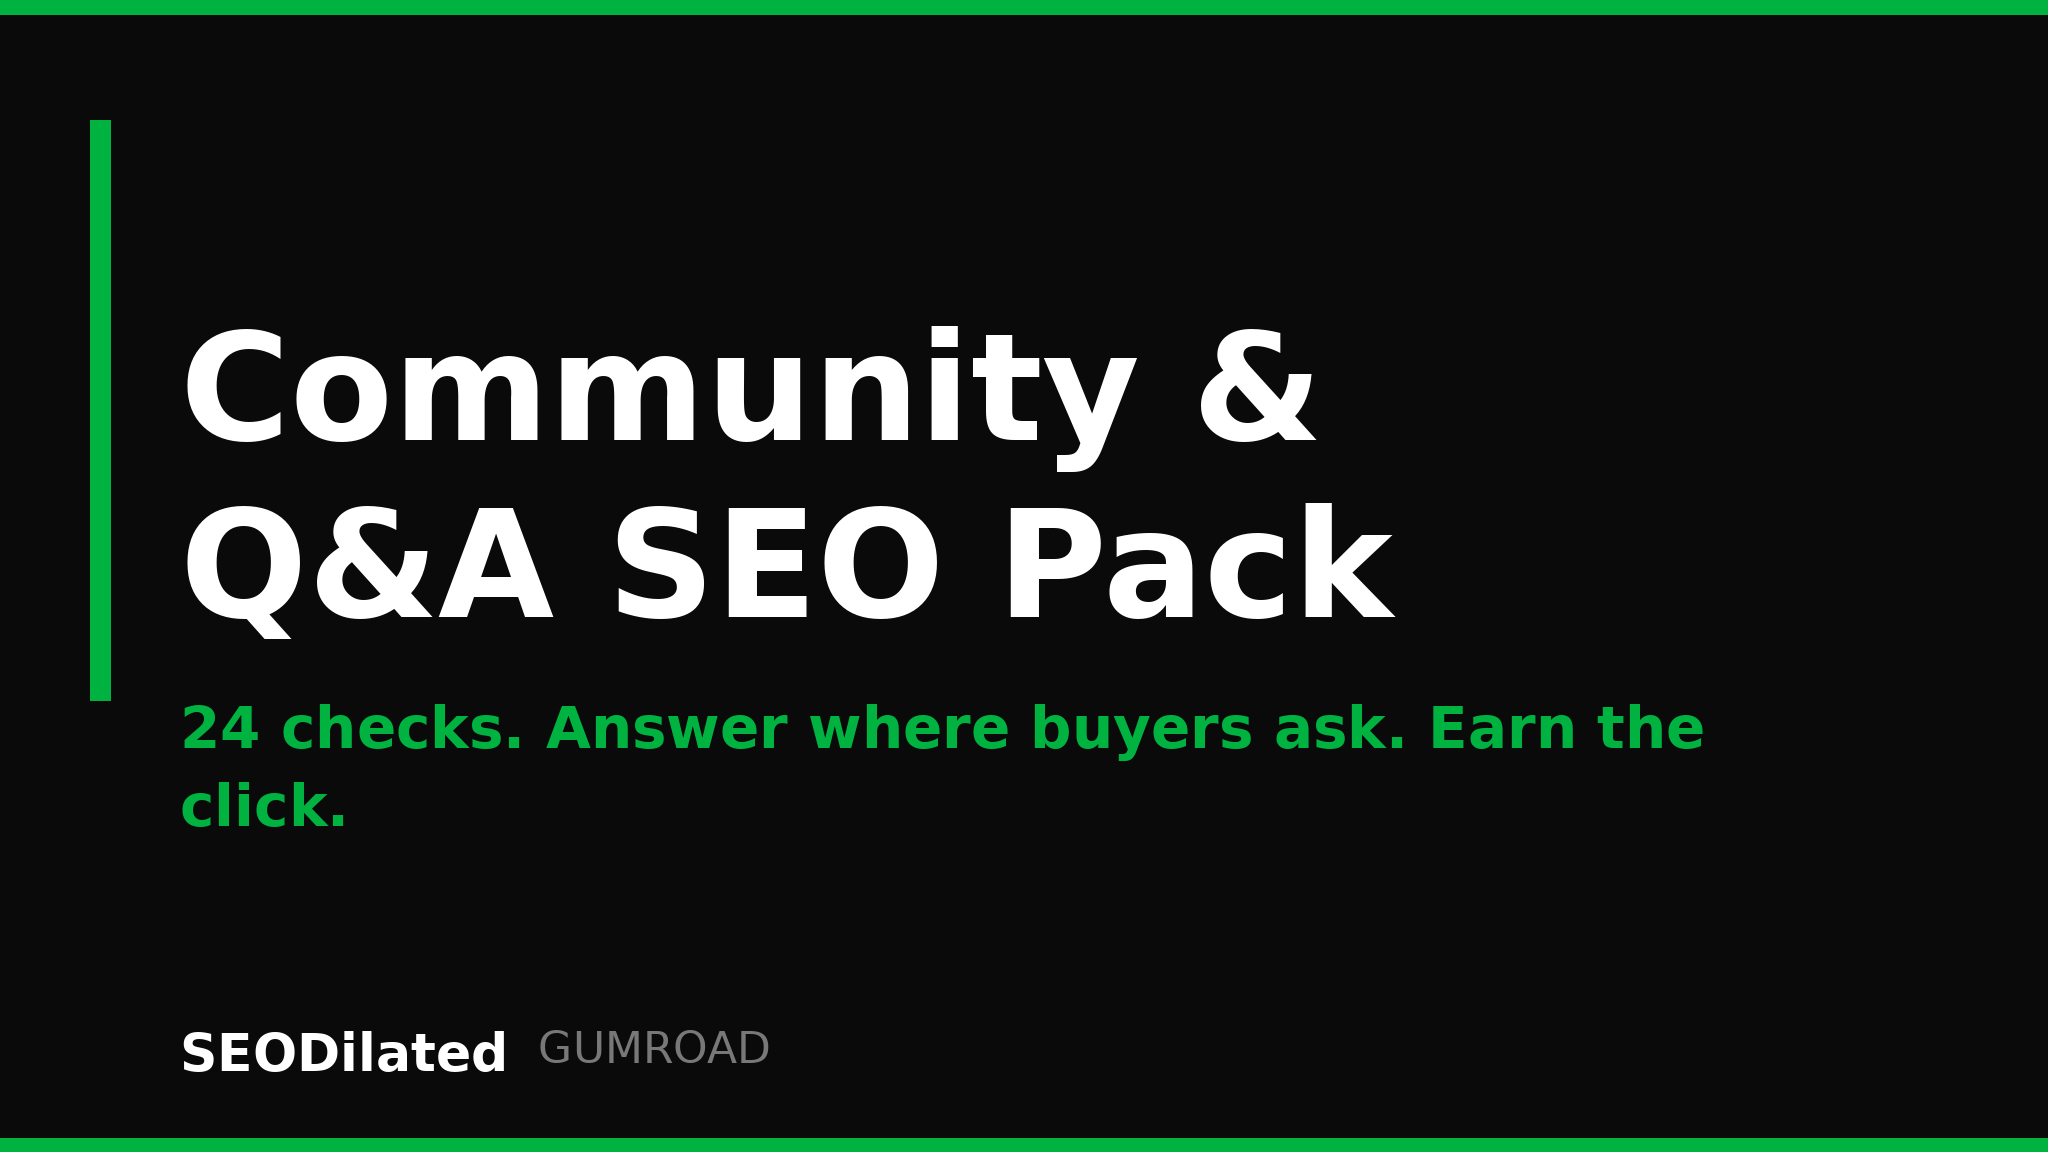 Community &
Q&A SEO Pack
24 checks. Answer where buyers ask. Earn the
click.
SEODilated GUMROAD